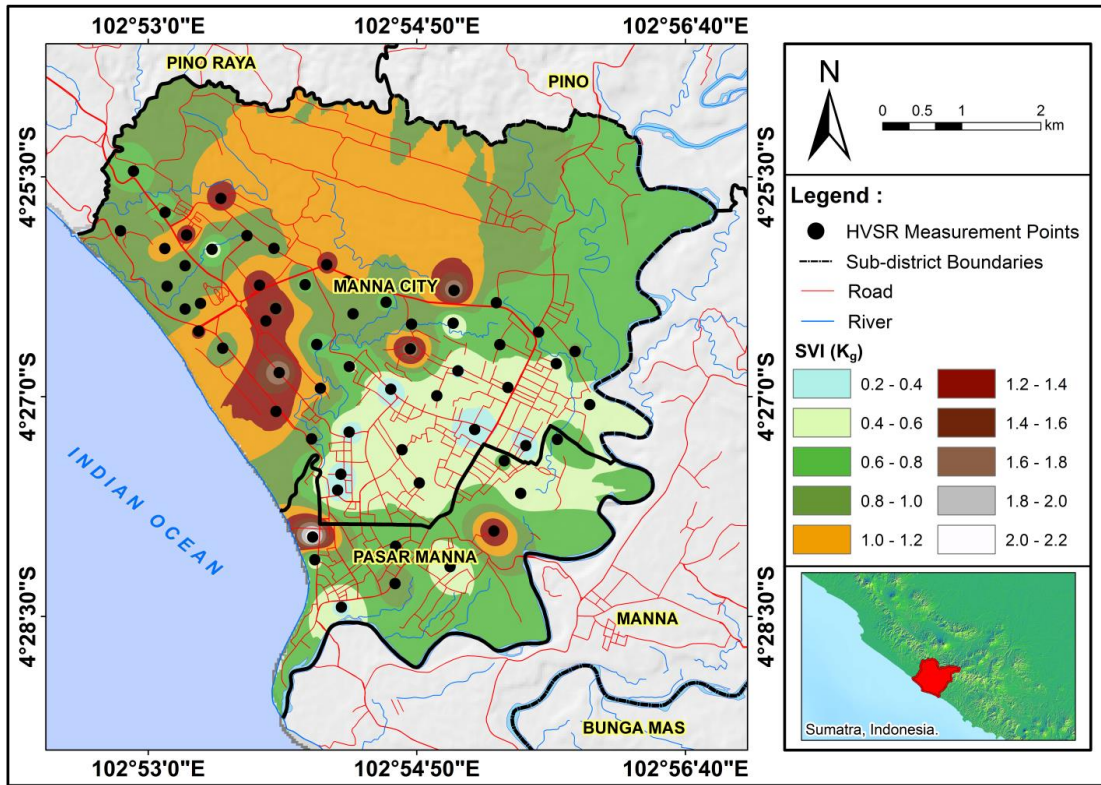 102°53'0"E 102°54'50"E 102°56'40"E
PINO RAYA
PINO
4°25'30"S
4°25'30"S
MANNA CITY
4°27'0"S
4°27'0"S
INDIAN OCEAN
PASAR MANNA
4°28'30"S
4°28'30"S
MANNA
BUNGA MAS
102°53'0"E 102°54'50"E 102°56'40"E
N
0 0.5 1 2
km
Legend :
HVSR Measurement Points
Sub-district Boundaries
Road
River
SVI (Kg)
0.2 - 0.4 1.2 - 1.4
0.4 - 0.6 1.4 - 1.6
0.6 - 0.8 1.6 - 1.8
0.8 - 1.0 1.8 - 2.0
1.0 - 1.2 2.0 - 2.2
Sumatra, Indonesia.